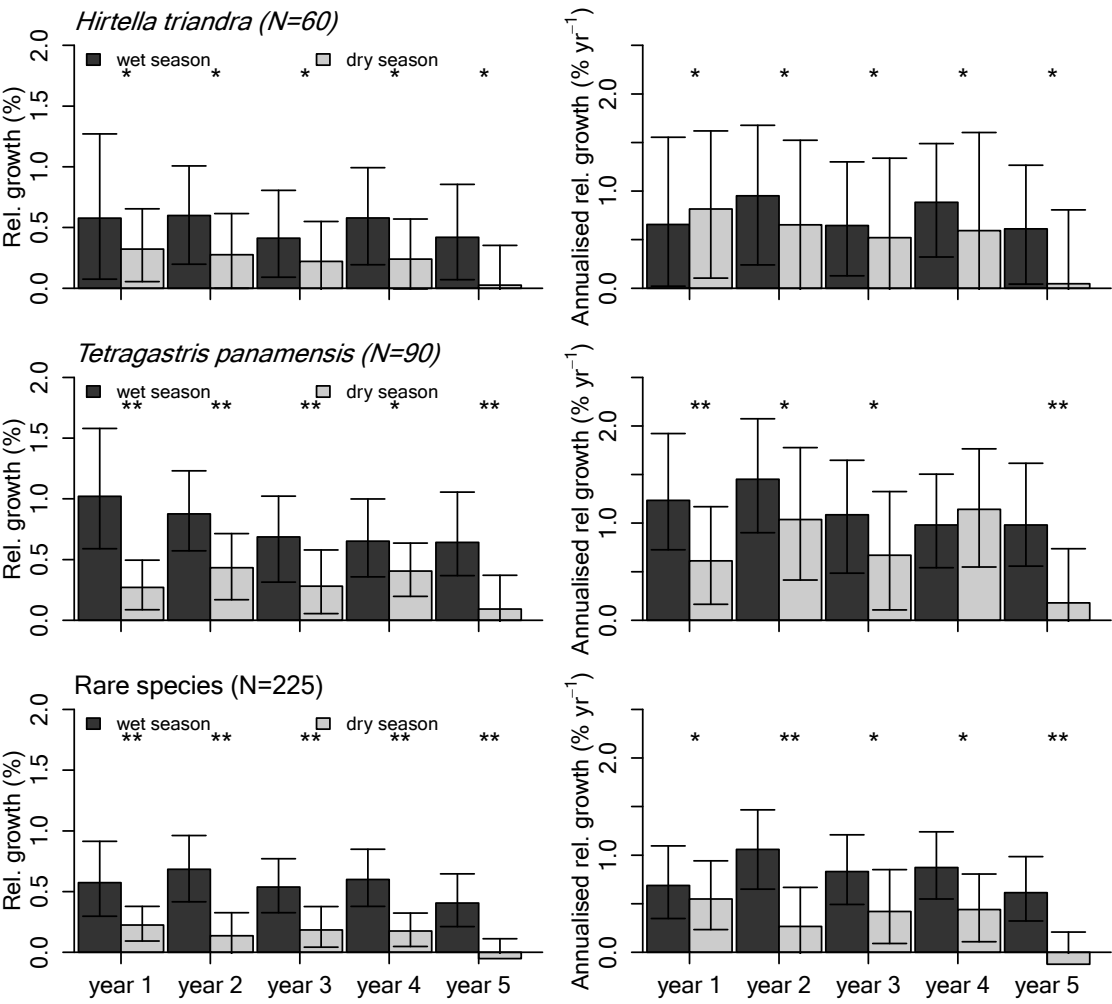 Hirtella triandra (N=60)
wet season dry season
* * * * *
Rel. growth (%)
0.0 0.5 1.0 1.5 2.0
* * * * *
Annualised rel. growth (% yr⁻¹)
0.0 1.0 2.0
Tetragastris panamensis (N=90)
wet season dry season
** ** ** * **
Rel. growth (%)
0.0 0.5 1.0 1.5 2.0
** * * **
Annualised rel growth (% yr⁻¹)
0.0 1.0 2.0
Rare species (N=225)
wet season dry season
** ** ** ** **
Rel. growth (%)
0.0 0.5 1.0 1.5 2.0
year 1 year 2 year 3 year 4 year 5
* ** * * **
Annualised rel. growth (% yr⁻¹)
0.0 1.0 2.0
year 1 year 2 year 3 year 4 year 5